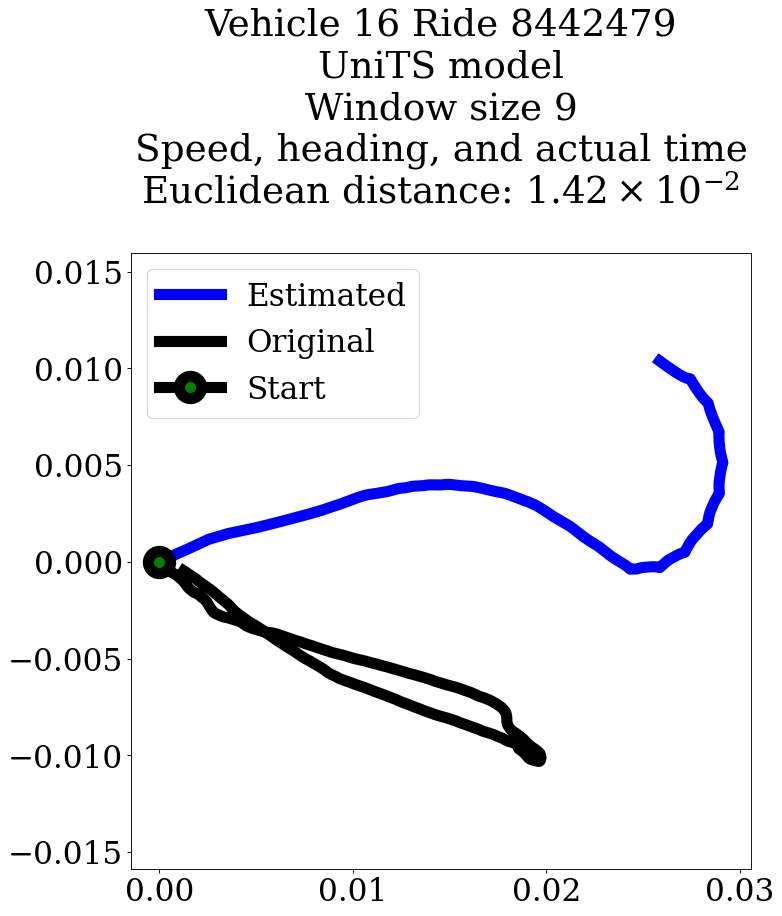 Vehicle 16 Ride 8442479
UniTS model
Window size 9
Speed, heading, and actual time
Euclidean distance: 1.42 × 10⁻²
0.015
0.010
0.005
0.000
−0.005
−0.010
−0.015
Estimated
Original
Start
0.00 0.01 0.02 0.03